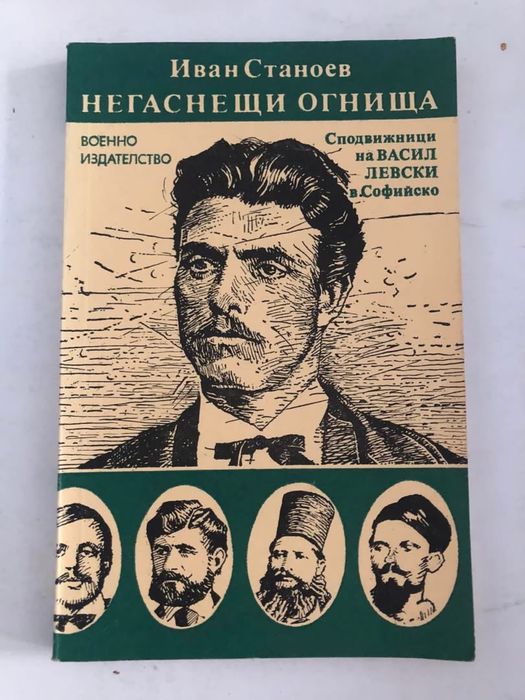 Иван Станоев
НЕГАСНЕЩИ ОГНИЩА
ВОЕННО
ИЗДАТЕЛСТВО
Сподвижници
на ВАСИЛ
ЛЕВСКИ
в.Софийско